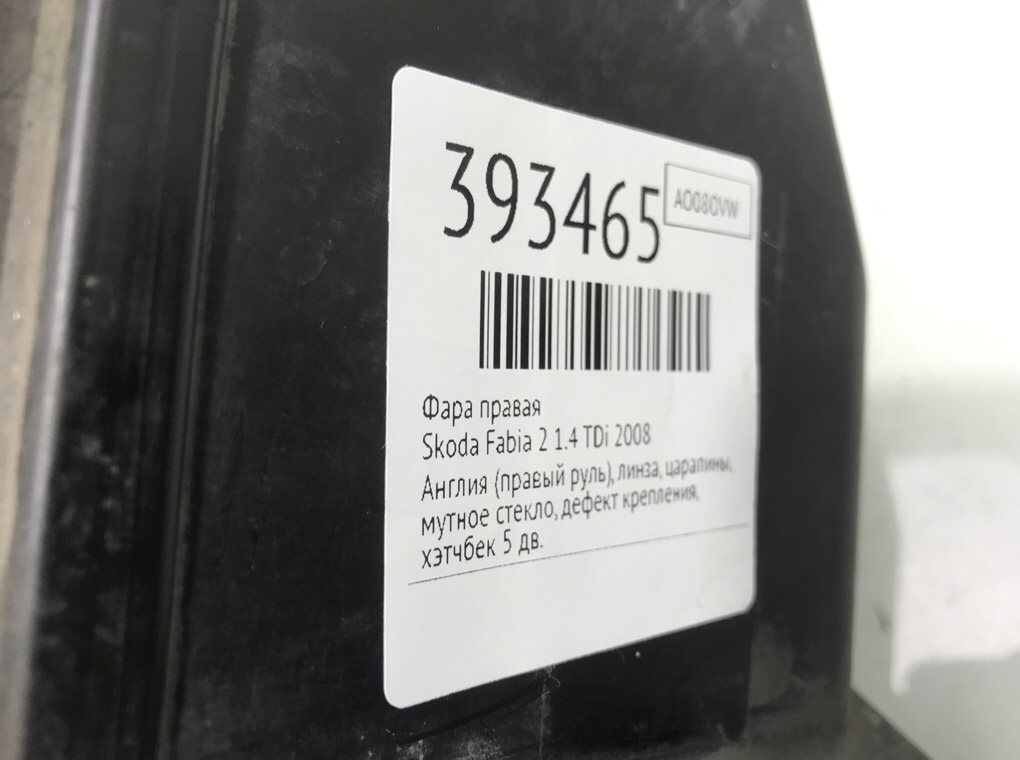 393465
AO08OVW
Фара правая
Skoda Fabia 2 1.4 TDi 2008
Англия (правый руль), линза, царапины,
мутное стекло, дефект крепления,
хэтчбек 5 дв.